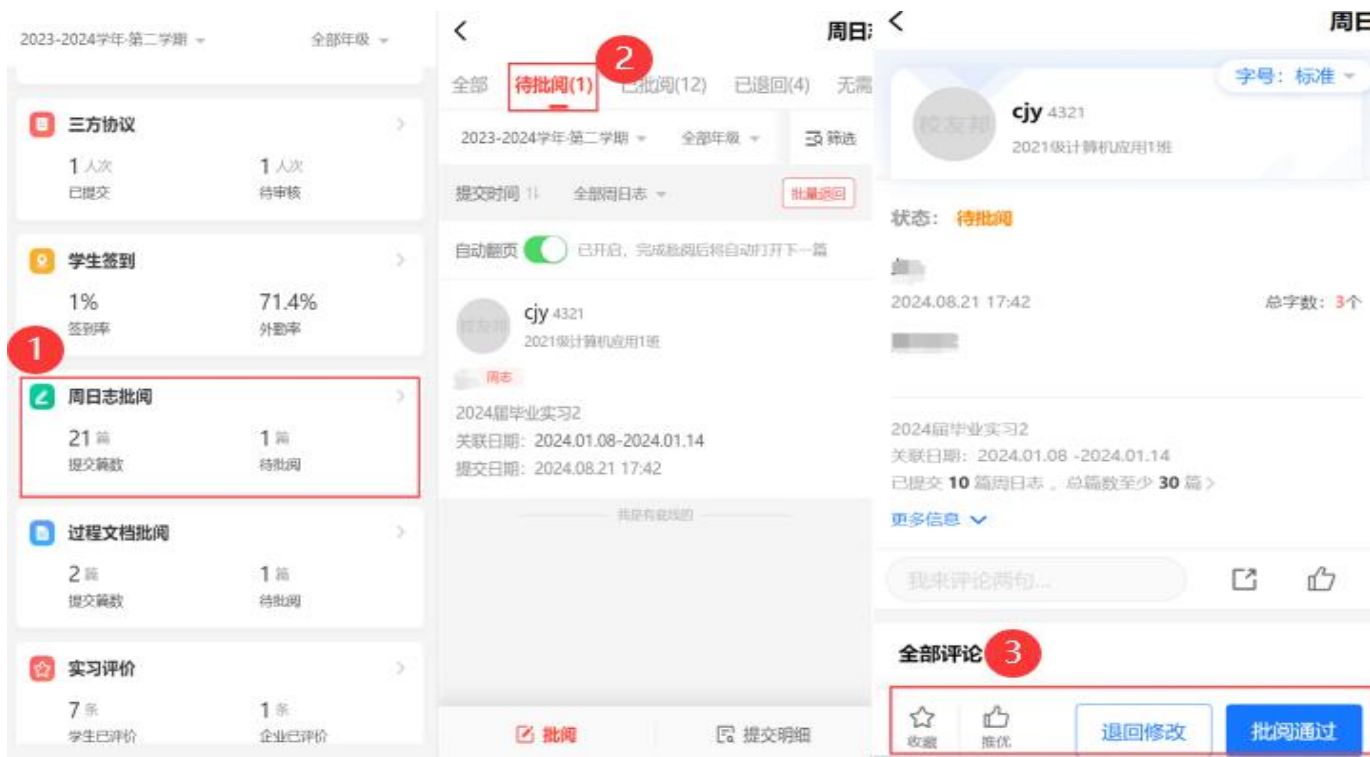 2023-2024学年-第二学期
全部年级
三方协议
1人次
1人次
已提交
待审核
学生签到
1%
71.4%
签到率
外勤率
1
周日志批阅
21篇
1篇
提交篇数
待批阅
过程文档批阅
2篇
1篇
提交篇数
待批阅
实习评价
7条
1条
学生已评价
企业已评价
周日
2
全部
待批阅(1)
已批阅(12)
已退回(4)
无需
2023-2024学年-第二学期
全部年级
筛选
提交时间
全部周日志
批量退回
自动翻页
已开启，完成批阅后将自动打开下一篇
校友邦
cjy 4321
2021级计算机应用1班
周志
2024届毕业实习2
关联日期：2024.01.08-2024.01.14
提交日期：2024.08.21 17:42
我是有底线的
批阅
提交明细
周日
字号：标准
校友邦
cjy 4321
2021级计算机应用1班
状态：待批阅
2024.08.21 17:42
总字数：3个
2024届毕业实习2
关联日期：2024.01.08 -2024.01.14
已提交 10 篇周日志 。总篇数至少 30 篇
更多信息
我来评论两句...
全部评论
3
收藏
推优
退回修改
批阅通过